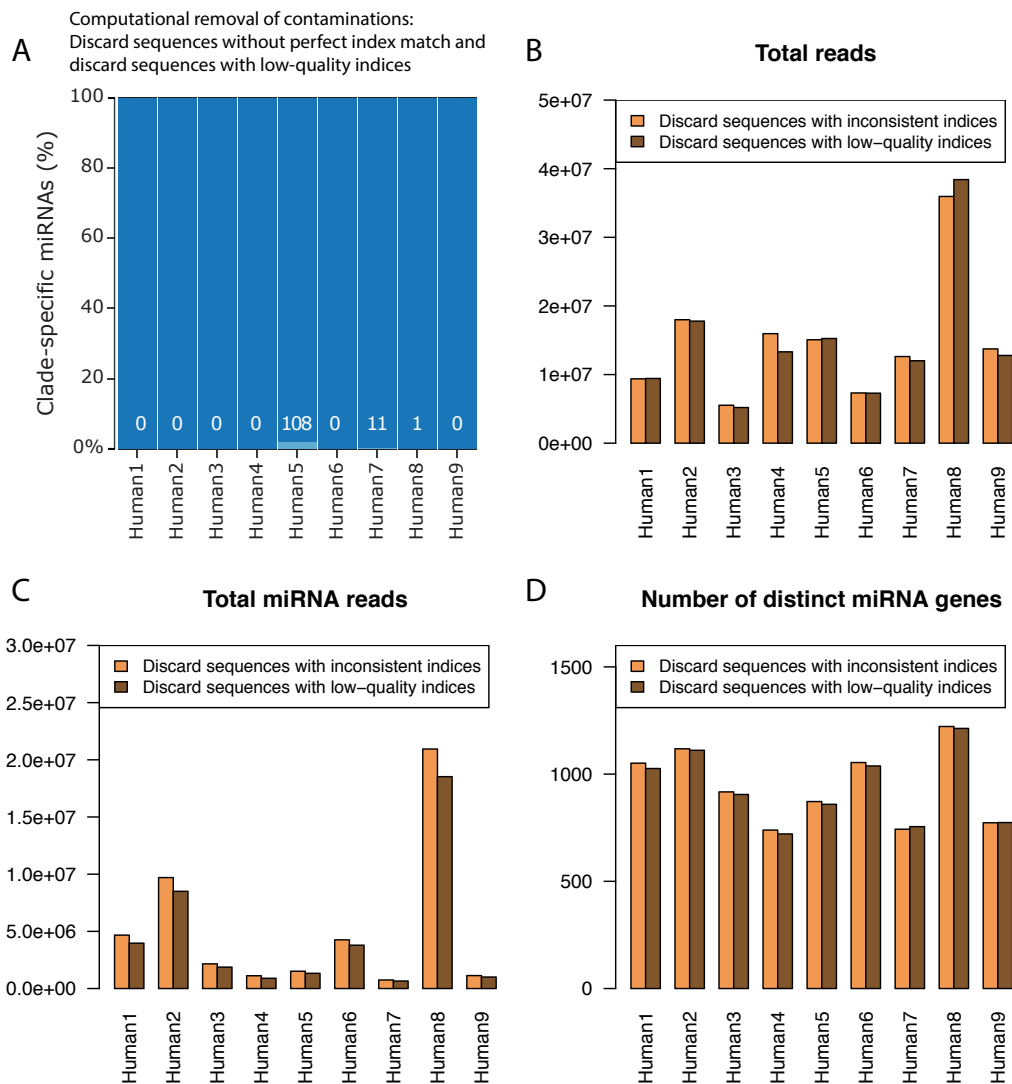 Computational removal of contaminations:
A
Discard sequences without perfect index match and
discard sequences with low-quality indices
Clade-specific miRNAs (%)
100
80
60
40
20
0%
0 0 0 0 108 0 11 1 0
Human1 Human2 Human3 Human4 Human5 Human6 Human7 Human8 Human9
B
Total reads
5e+07
4e+07
3e+07
2e+07
1e+07
0e+00
Discard sequences with inconsistent indices
Discard sequences with low−quality indices
Human1 Human2 Human3 Human4 Human5 Human6 Human7 Human8 Human9
C
Total miRNA reads
3.0e+07
2.5e+07
2.0e+07
1.5e+07
1.0e+07
5.0e+06
0.0e+00
Discard sequences with inconsistent indices
Discard sequences with low−quality indices
Human1 Human2 Human3 Human4 Human5 Human6 Human7 Human8 Human9
D
Number of distinct miRNA genes
1500
1000
500
0
Discard sequences with inconsistent indices
Discard sequences with low−quality indices
Human1 Human2 Human3 Human4 Human5 Human6 Human7 Human8 Human9